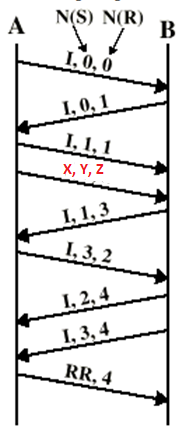 N(S) N(R)
A B
I, 0, 0
I, 0, 1
I, 1, 1
X, Y, Z
I, 1, 3
I, 3, 2
I, 2, 4
I, 3, 4
RR, 4